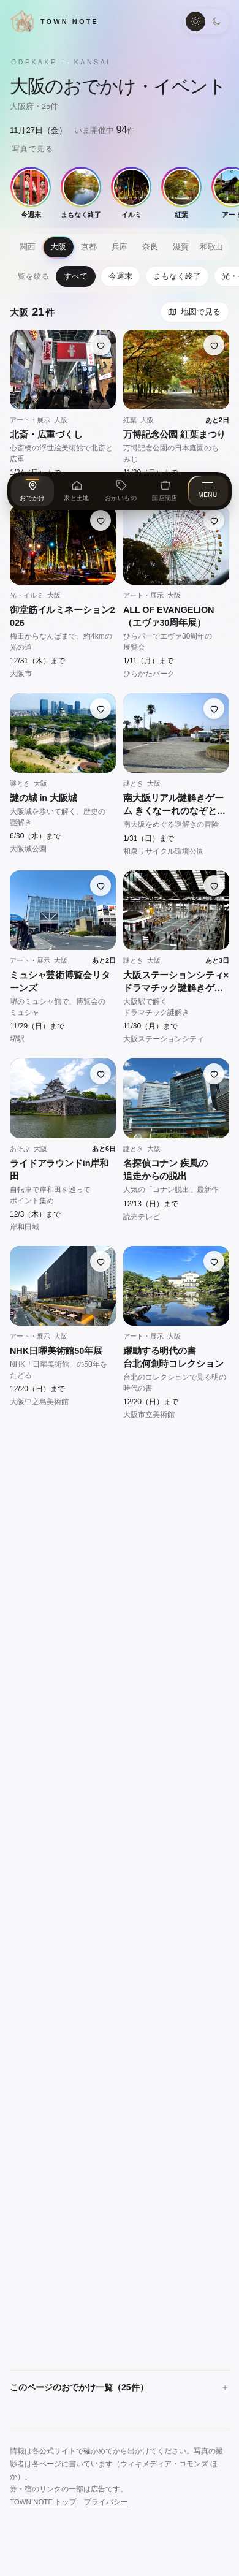 TOWN NOTE
ODEKAKE — KANSAI
大阪のおでかけ・イベント
大阪府・25件
11月27日（金） いま開催中 94件
写真で見る
今週末 まもなく終了 イルミ 紅葉 アート
関西 大阪 京都 兵庫 奈良 滋賀 和歌山
一覧を絞る すべて 今週末 まもなく終了 光・
大阪 21件 地図で見る
アート・展示 大阪
北斎・広重づくし
心斎橋の浮世絵美術館で北斎と
広重
紅葉 大阪 あと2日
万博記念公園 紅葉まつり
万博記念公園の日本庭園のも
みじ
おでかけ 家と土地 おかいもの 開店閉店 MENU
光・イルミ 大阪
御堂筋イルミネーション2
026
梅田からなんばまで、約4kmの
光の道
12/31（木）まで
大阪市
アート・展示 大阪
ALL OF EVANGELION
（エヴァ30周年展）
ひらパーでエヴァ30周年の
展覧会
1/11（月）まで
ひらかたパーク
謎とき 大阪
謎の城 in 大阪城
大阪城を歩いて解く、歴史の
謎解き
6/30（水）まで
大阪城公園
謎とき 大阪
南大阪リアル謎解きゲー
ム きくなーれのなぞと…
南大阪をめぐる謎解きの冒険
1/31（日）まで
和泉リサイクル環境公園
アート・展示 大阪 あと2日
ミュシャ芸術博覧会リタ
ーンズ
堺のミュシャ館で、博覧会の
ミュシャ
11/29（日）まで
堺駅
謎とき 大阪 あと3日
大阪ステーションシティ×
ドラマチック謎解きゲ…
大阪駅で解く
ドラマチック謎解き
11/30（月）まで
大阪ステーションシティ
あそぶ 大阪 あと6日
ライドアラウンドin岸和
田
自転車で岸和田を巡って
ポイント集め
12/3（木）まで
岸和田城
謎とき 大阪
名探偵コナン 疾風の
追走からの脱出
人気の「コナン脱出」最新作
12/13（日）まで
読売テレビ
アート・展示 大阪
NHK日曜美術館50年展
NHK「日曜美術館」の50年を
たどる
12/20（日）まで
大阪中之島美術館
アート・展示 大阪
躍動する明代の書
台北何創時コレクション
台北のコレクションで見る明の
時代の書
12/20（日）まで
大阪市立美術館
このページのおでかけ一覧（25件） +
情報は各公式サイトで確かめてから出かけてください。写真の撮
影者は各ページに書いています（ウィキメディア・コモンズ ほ
か）。
券・宿のリンクの一部は広告です。
TOWN NOTE トップ プライバシー